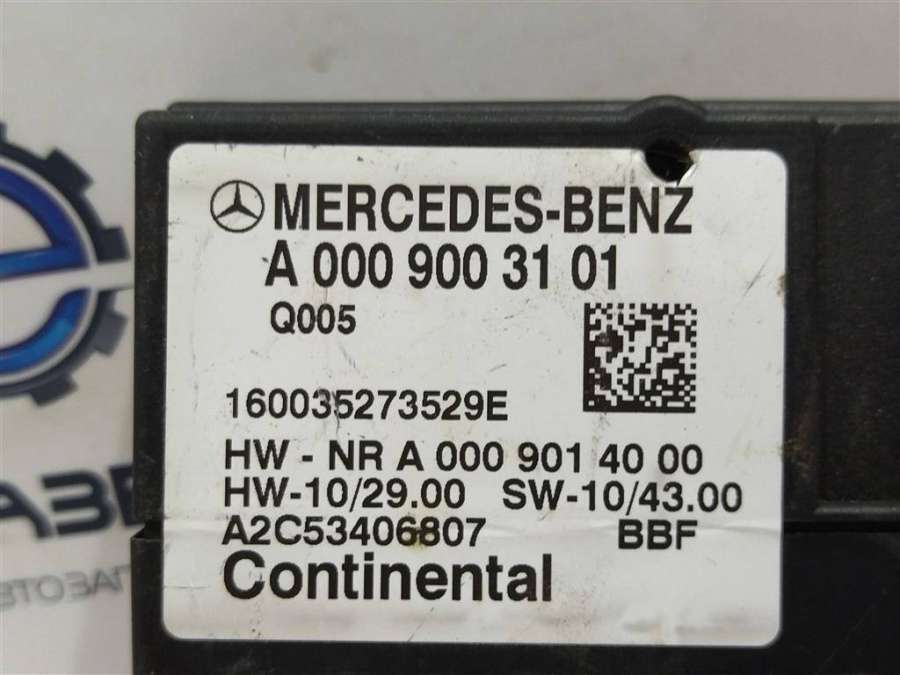 MERCEDES-BENZ
A 000 900 31 01
Q005
160035273529E
HW - NR A 000 901 40 00
HW-10/29.00 SW-10/43.00
A2C53406807 BBF
Continental